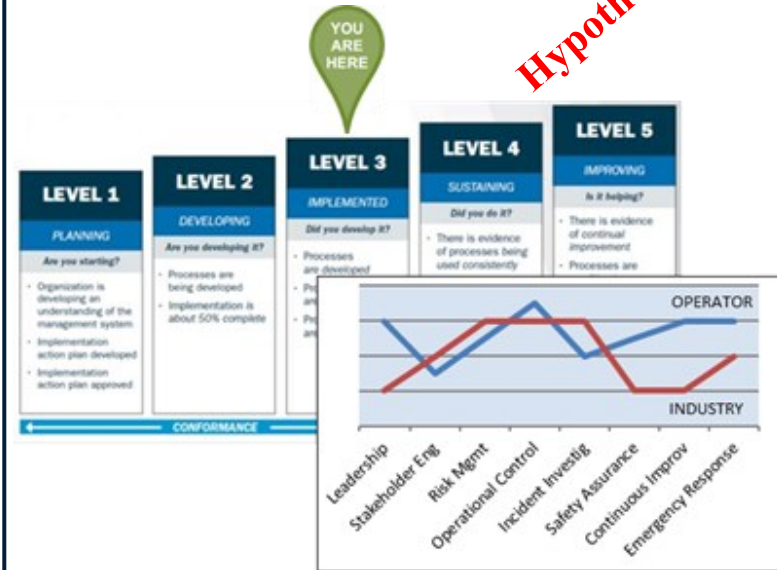 YOU
ARE
HERE
LEVEL 1
PLANNING
Are you starting?
· Organization is
developing an
understanding of the
management system
· Implementation
action plan developed
· Implementation
action plan approved
LEVEL 2
DEVELOPING
Are you developing it?
· Processes are
being developed
· Implementation is
about 50% complete
LEVEL 3
IMPLEMENTED
Did you develop it?
· Processes
are developed
LEVEL 4
SUSTAINING
Did you do it?
· There is evidence
of processes being
used consistently
LEVEL 5
IMPROVING
Is it helping?
· There is evidence
of continual
improvement
· Processes are
CONFORMANCE
OPERATOR
INDUSTRY
Leadership
Stakeholder Eng
Risk Mgmt
Operational Control
Incident Investig
Safety Assurance
Continuous Improv
Emergency Response